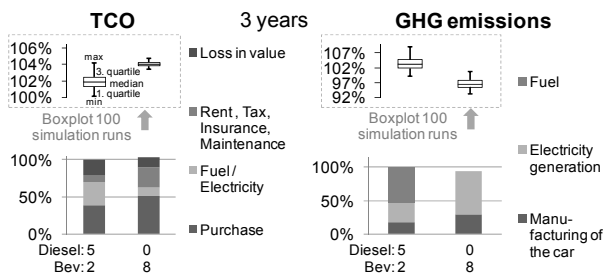 TCO
3 years
GHG emissions
106%
104%
102%
100%
max
3. quartile
median
1. quartile
min
Boxplot 100
simulation runs
100%
50%
0%
Diesel: 5 0
Bev: 2 8
Loss in value
Rent , Tax,
Insurance,
Maintenance
Fuel /
Electricity
Purchase
107%
102%
97%
92%
Boxplot 100
simulation runs
100%
50%
0%
Diesel: 5 0
Bev: 2 8
Fuel
Electricity
generation
Manu-
facturing of
the car